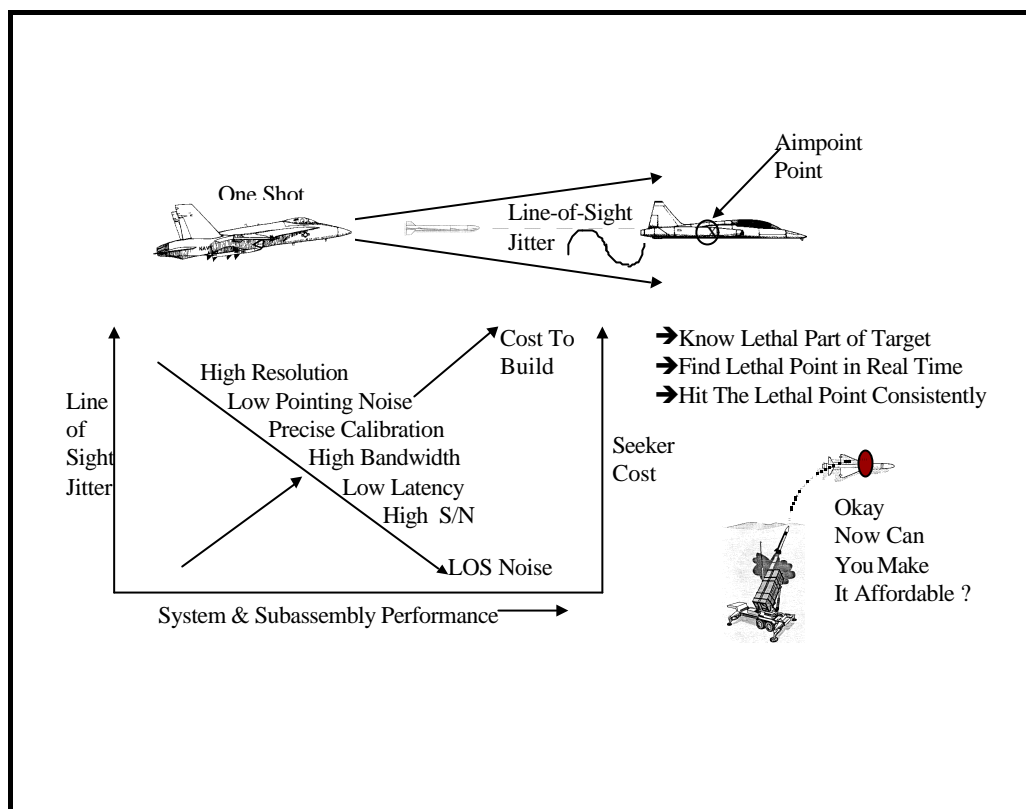 Aimpoint
Point
One Shot
Line-of-Sight
Jitter
NAVY
Cost To
Build
➔Know Lethal Part of Target
➔Find Lethal Point in Real Time
➔Hit The Lethal Point Consistently
Line
of
Sight
Jitter
High Resolution
Low Pointing Noise
Precise Calibration
High Bandwidth
Low Latency
High S/N
LOS Noise
Seeker
Cost
System & Subassembly Performance
Okay
Now Can
You Make
It Affordable ?